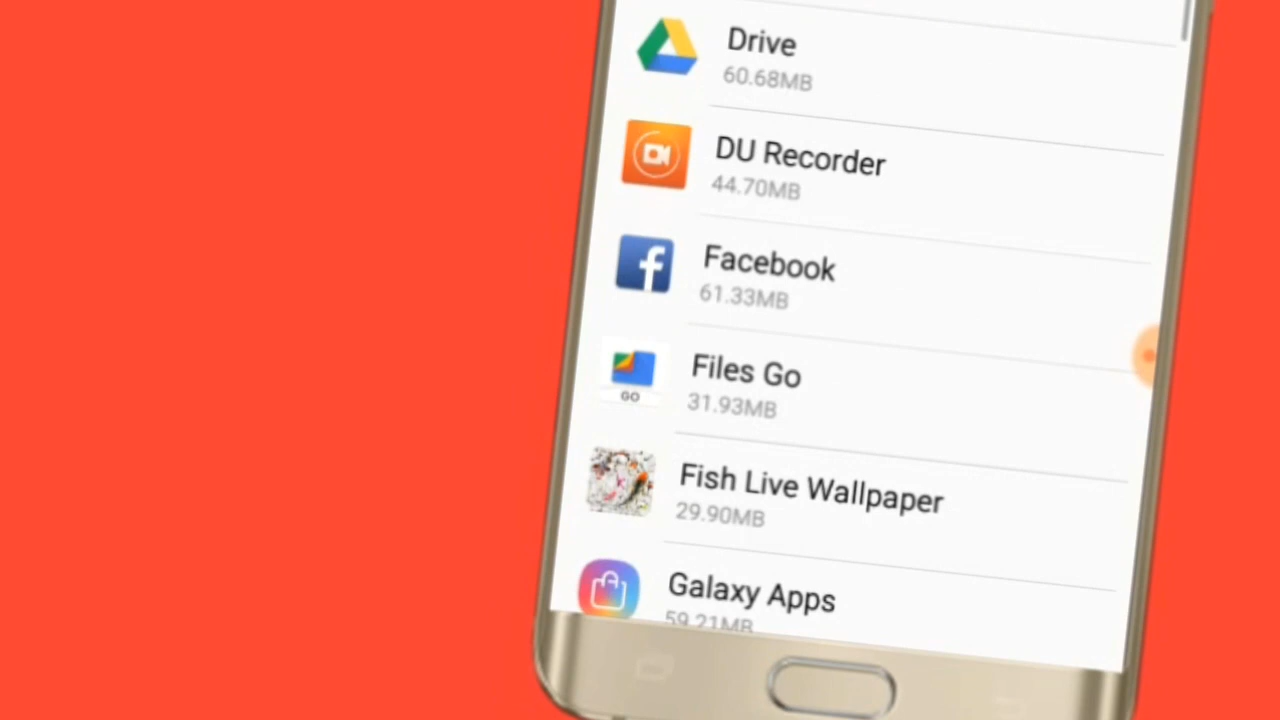 Drive
60.68MB
DU Recorder
44.70MB
Facebook
61.33MB
Files Go
31.93MB
GO
Fish Live Wallpaper
29.90MB
Galaxy Apps
59.21MB